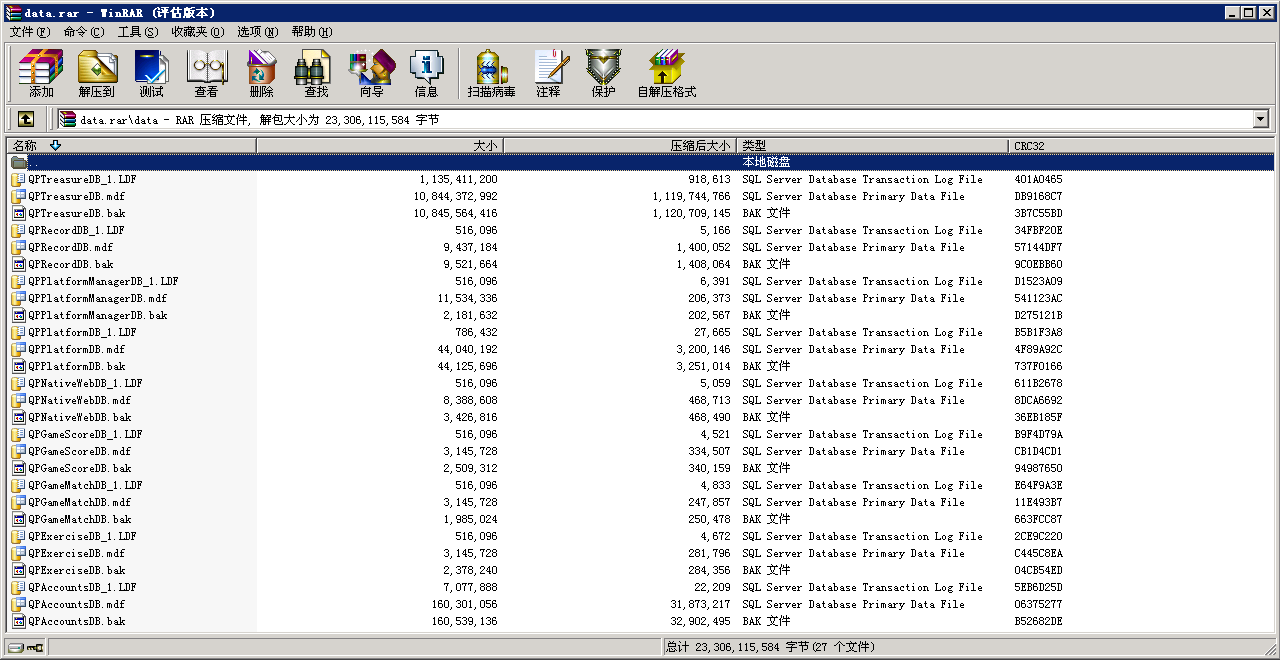 data.rar - WinRAR (评估版本)
文件(F) 命令(C) 工具(S) 收藏夹(O) 选项(N) 帮助(H)
添加 解压到 测试 查看 删除 查找 向导 信息 扫描病毒 注释 保护 自解压格式
data.rar\data - RAR 压缩文件, 解包大小为 23,306,115,584 字节
名称 大小 压缩后大小 类型 CRC32
.. 本地磁盘
QPTreasureDB_1.LDF 1,135,411,200 918,613 SQL Server Database Transaction Log File 401A0465
QPTreasureDB.mdf 10,844,372,992 1,119,744,766 SQL Server Database Primary Data File DB9168C7
QPTreasureDB.bak 10,845,564,416 1,120,709,145 BAK 文件 3B7C55BD
QPRecordDB_1.LDF 516,096 5,166 SQL Server Database Transaction Log File 34FBF20E
QPRecordDB.mdf 9,437,184 1,400,052 SQL Server Database Primary Data File 57144DF7
QPRecordDB.bak 9,521,664 1,408,064 BAK 文件 9C0EBB60
QPPlatformManagerDB_1.LDF 516,096 6,391 SQL Server Database Transaction Log File D1523A09
QPPlatformManagerDB.mdf 11,534,336 206,373 SQL Server Database Primary Data File 541123AC
QPPlatformManagerDB.bak 2,181,632 202,567 BAK 文件 D275121B
QPPlatformDB_1.LDF 786,432 27,665 SQL Server Database Transaction Log File B5B1F3A8
QPPlatformDB.mdf 44,040,192 3,200,146 SQL Server Database Primary Data File 4F89A92C
QPPlatformDB.bak 44,125,696 3,251,014 BAK 文件 737F0166
QPNativeWebDB_1.LDF 516,096 5,059 SQL Server Database Transaction Log File 611B2678
QPNativeWebDB.mdf 8,388,608 468,713 SQL Server Database Primary Data File 8DCA6692
QPNativeWebDB.bak 3,426,816 468,490 BAK 文件 36EB185F
QPGameScoreDB_1.LDF 516,096 4,521 SQL Server Database Transaction Log File B9F4D79A
QPGameScoreDB.mdf 3,145,728 334,507 SQL Server Database Primary Data File CB1D4CD1
QPGameScoreDB.bak 2,509,312 340,159 BAK 文件 94987650
QPGameMatchDB_1.LDF 516,096 4,833 SQL Server Database Transaction Log File E64F9A3E
QPGameMatchDB.mdf 3,145,728 247,857 SQL Server Database Primary Data File 11E493B7
QPGameMatchDB.bak 1,985,024 250,478 BAK 文件 663FCC87
QPExerciseDB_1.LDF 516,096 4,672 SQL Server Database Transaction Log File 2CE9C220
QPExerciseDB.mdf 3,145,728 281,796 SQL Server Database Primary Data File C445C8EA
QPExerciseDB.bak 2,378,240 284,356 BAK 文件 04CB54ED
QPAccountsDB_1.LDF 7,077,888 22,209 SQL Server Database Transaction Log File 5EB6D25D
QPAccountsDB.mdf 160,301,056 31,873,217 SQL Server Database Primary Data File 06375277
QPAccountsDB.bak 160,539,136 32,902,495 BAK 文件 B52682DE
总计 23,306,115,584 字节(27 个文件)